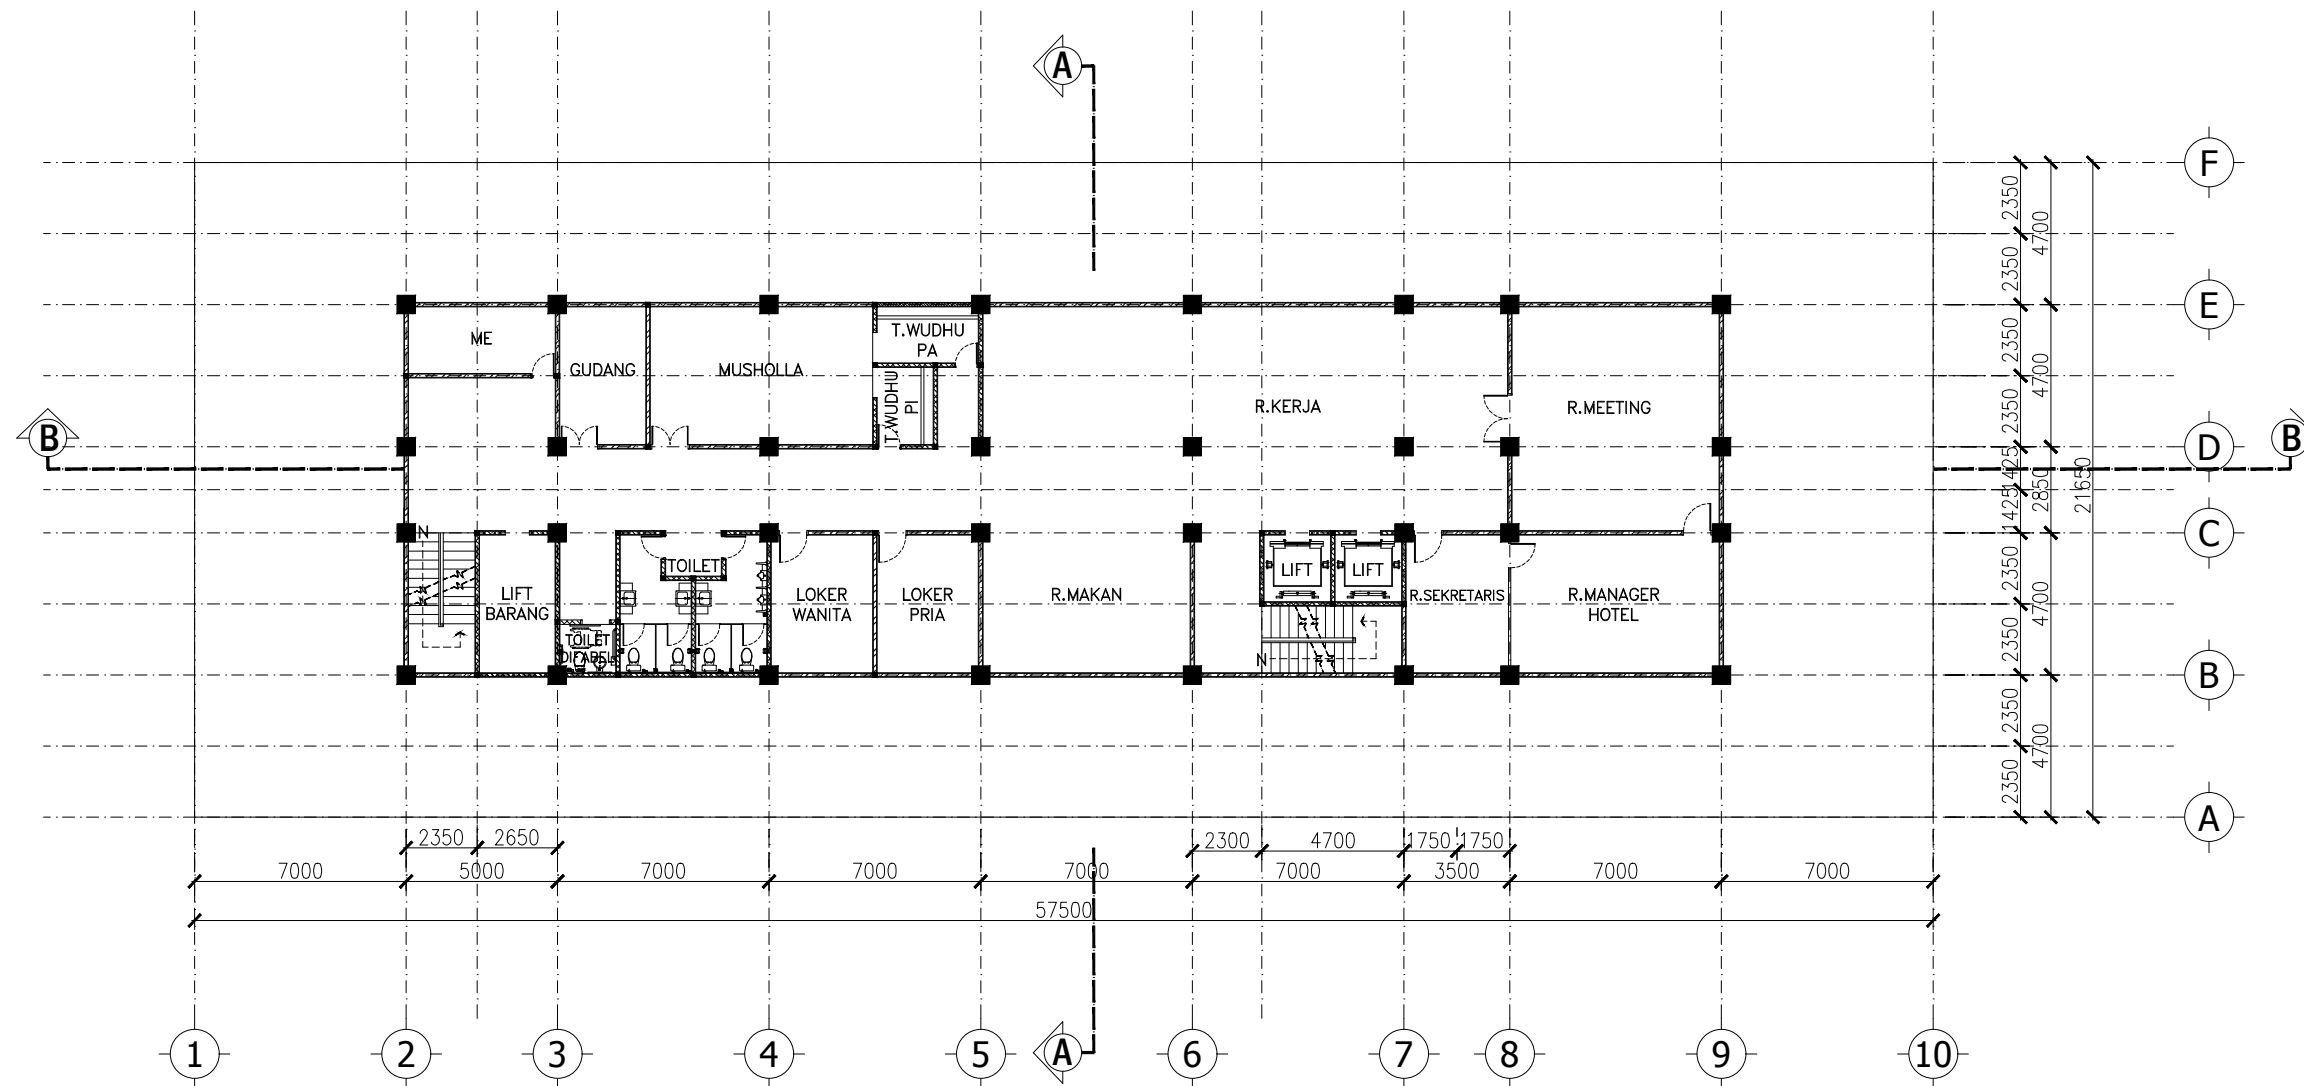 A
F
2350
4700
2350
E
T.WUDHU
PA
ME
2350
GUDANG
MUSHOLLA
4700
T.WUDHU
PI
R.KERJA
R.MEETING
2350
B
B
D
1425
2850
21650
1425
N
C
TOILET
LIFT
LIFT
2350
LIFT
BARANG
LOKER
WANITA
LOKER
PRIA
R.MAKAN
R.SEKRETARIS
R.MANAGER
HOTEL
4700
TOILET
DIFABEL
2350
N
B
2350
4700
2350
A
2350
2650
2300
4700
1750
1750
7000
5000
7000
7000
7000
7000
3500
7000
7000
57500
A
1
2
3
4
5
6
7
8
9
10